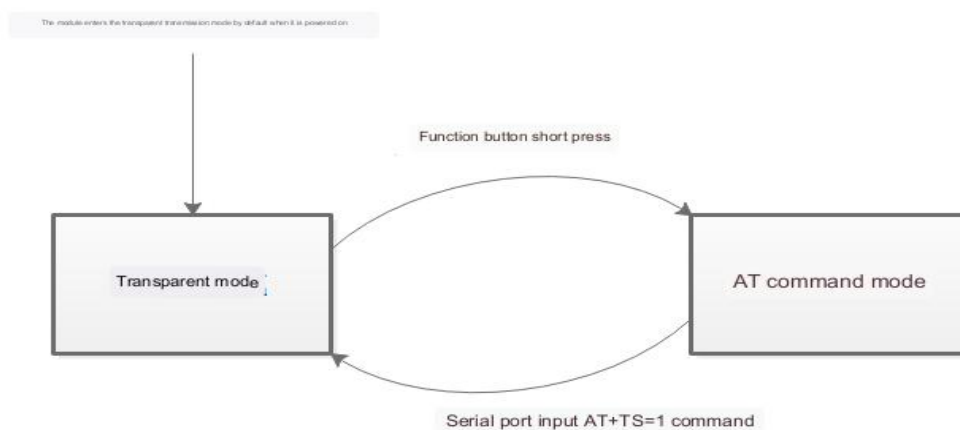 The module enters the transparent transmission mode by default when it is powered on
Function button short press
Transparent mode
AT command mode
Serial port input AT+TS=1 command